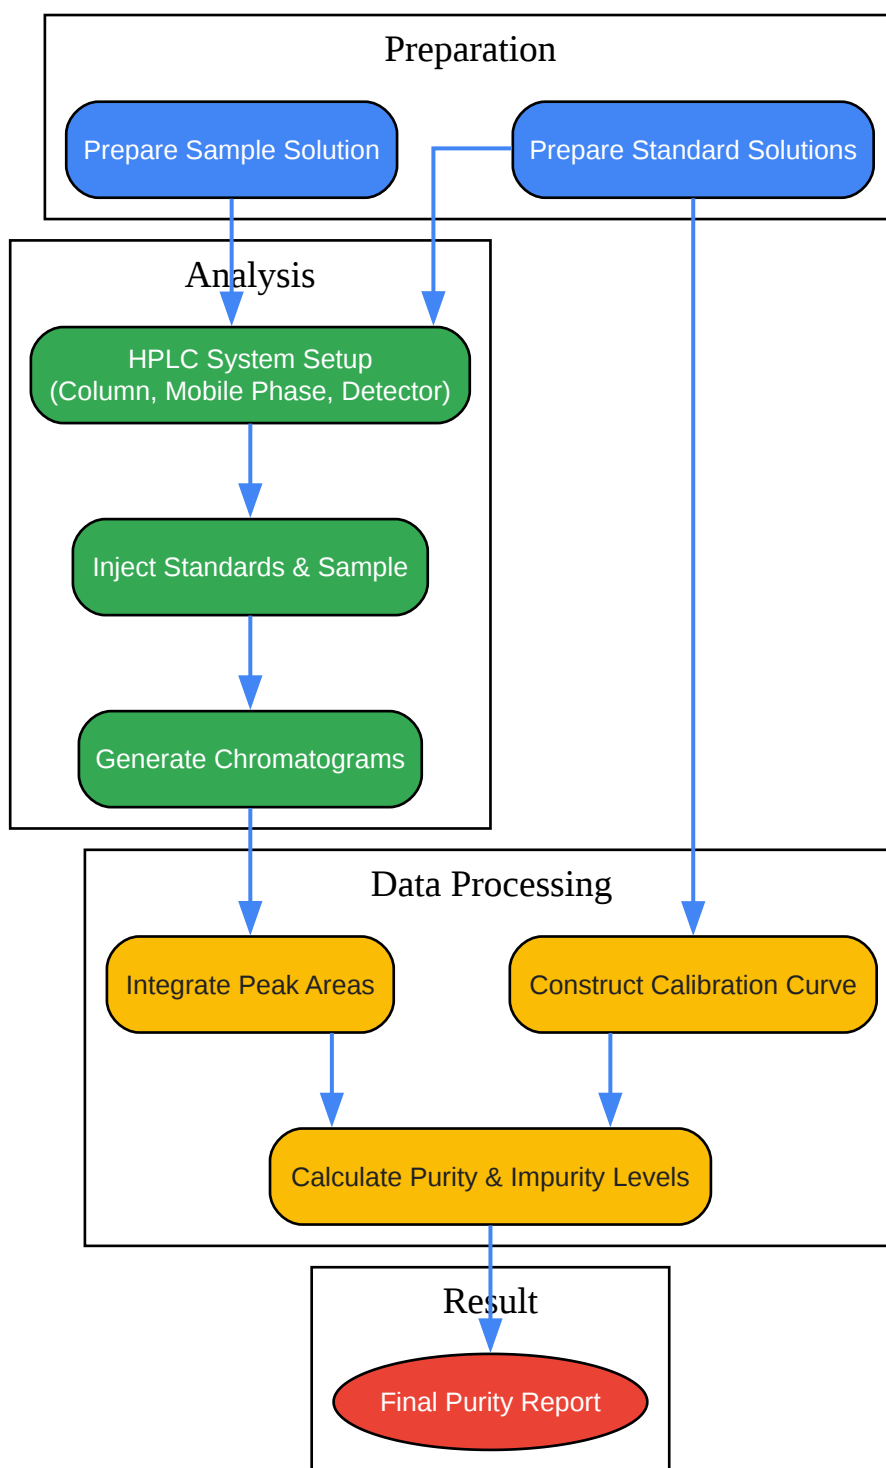 Preparation
Prepare Sample Solution
Prepare Standard Solutions
Analysis
HPLC System Setup
(Column, Mobile Phase, Detector)
Inject Standards & Sample
Generate Chromatograms
Data Processing
Integrate Peak Areas
Construct Calibration Curve
Calculate Purity & Impurity Levels
Result
Final Purity Report